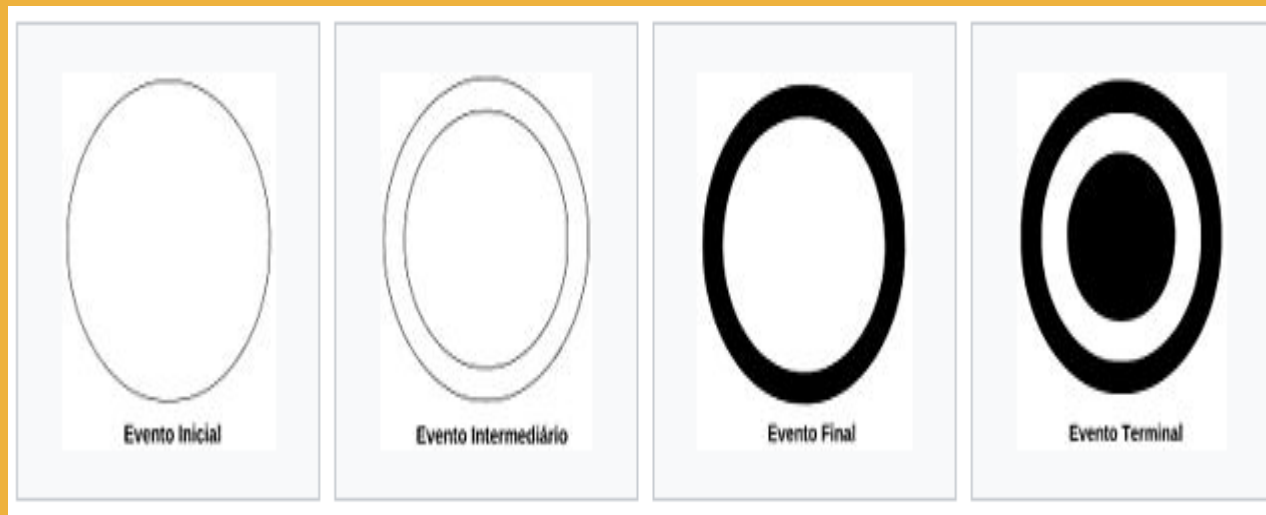 Evento Inicial
Evento Intermediário
Evento Final
Evento Terminal